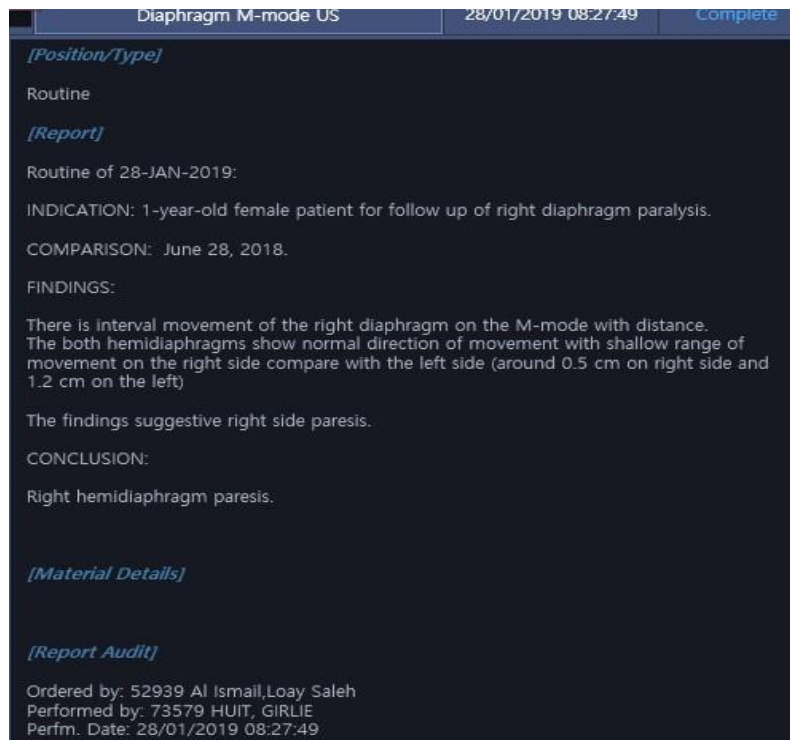 Diaphragm M-mode US 28/01/2019 08:27:49 Complete
[Position/Type]
Routine
[Report]
Routine of 28-JAN-2019:
INDICATION: 1-year-old female patient for follow up of right diaphragm paralysis.
COMPARISON: June 28, 2018.
FINDINGS:
There is interval movement of the right diaphragm on the M-mode with distance.
The both hemidiaphragms show normal direction of movement with shallow range of
movement on the right side compare with the left side (around 0.5 cm on right side and
1.2 cm on the left)
The findings suggestive right side paresis.
CONCLUSION:
Right hemidiaphragm paresis.
[Material Details]
[Report Audit]
Ordered by: 52939 Al Ismail,Loay Saleh
Performed by: 73579 HUIT, GIRLIE
Perfm. Date: 28/01/2019 08:27:49